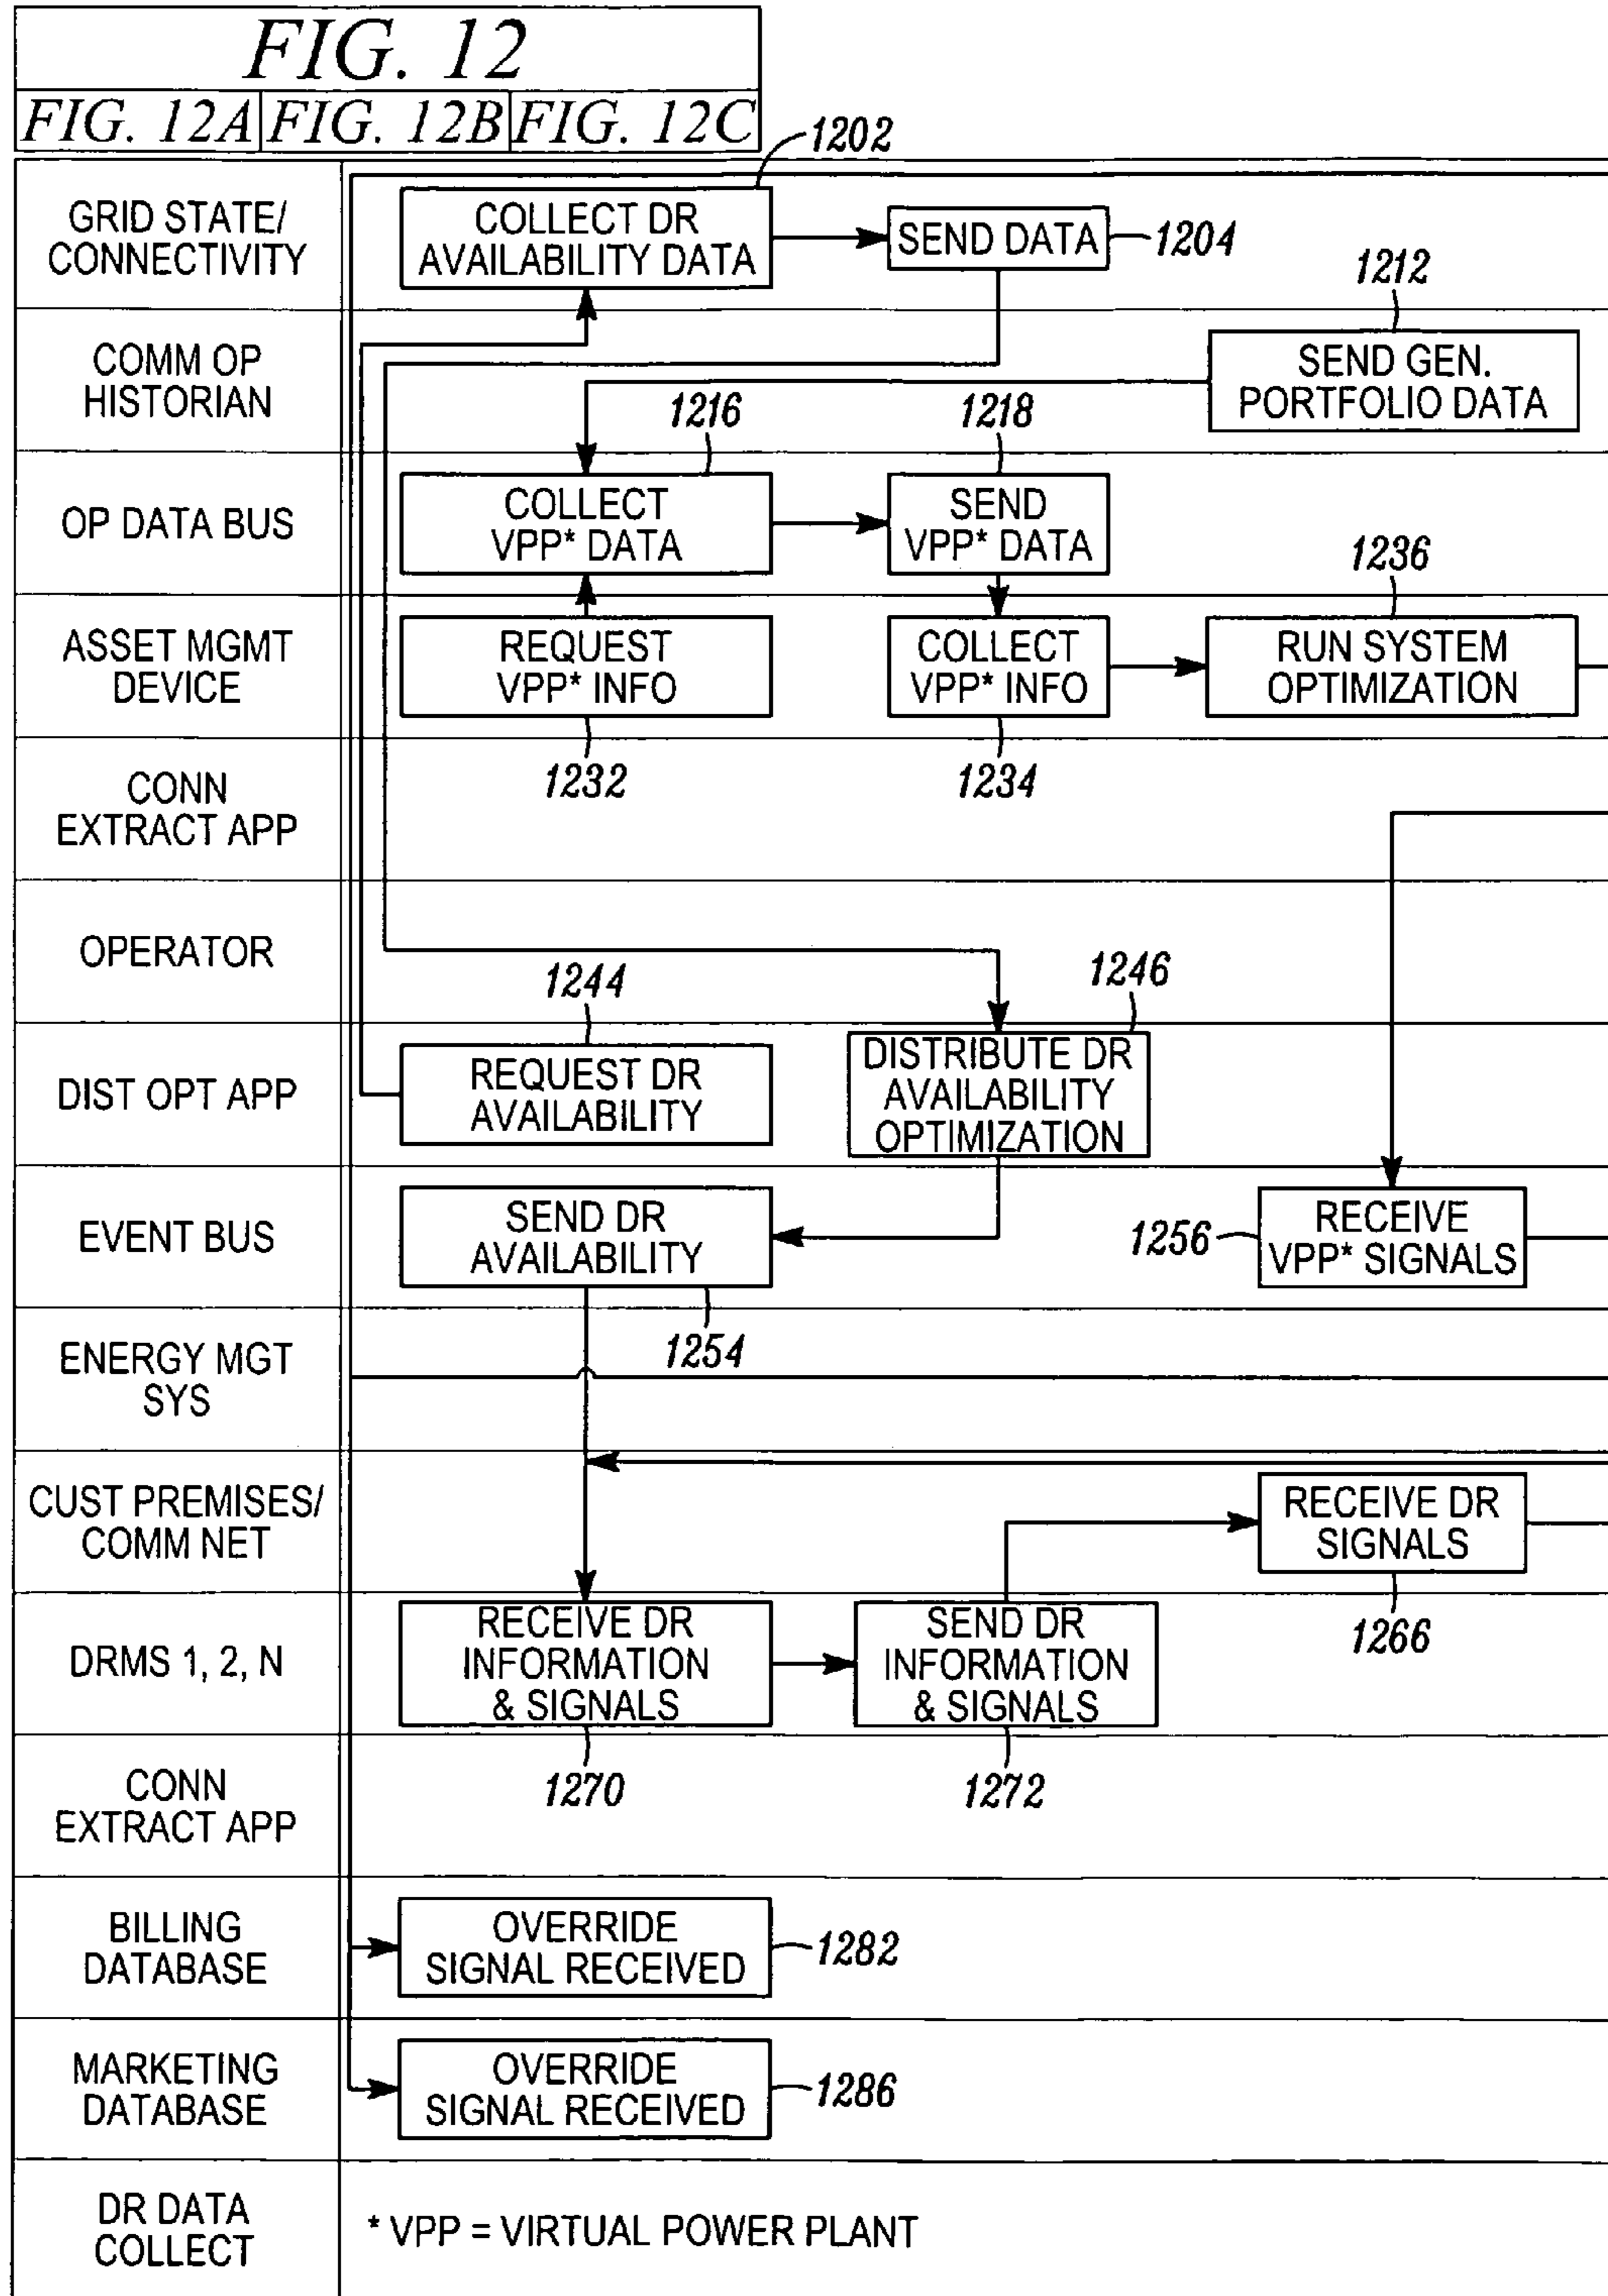 FIG. 12
FIG. 12A FIG. 12B FIG. 12C
1202
GRID STATE/
CONNECTIVITY
COLLECT DR
AVAILABILITY DATA
SEND DATA
1204
1212
COMM OP
HISTORIAN
SEND GEN.
PORTFOLIO DATA
1216
1218
OP DATA BUS
COLLECT
VPP* DATA
SEND
VPP* DATA
1236
ASSET MGMT
DEVICE
REQUEST
VPP* INFO
COLLECT
VPP* INFO
RUN SYSTEM
OPTIMIZATION
1232
1234
CONN
EXTRACT APP
OPERATOR
1244
1246
DIST OPT APP
REQUEST DR
AVAILABILITY
DISTRIBUTE DR
AVAILABILITY
OPTIMIZATION
EVENT BUS
SEND DR
AVAILABILITY
1256
RECEIVE
VPP* SIGNALS
1254
ENERGY MGT
SYS
CUST PREMISES/
COMM NET
RECEIVE DR
SIGNALS
1266
DRMS 1, 2, N
RECEIVE DR
INFORMATION
& SIGNALS
SEND DR
INFORMATION
& SIGNALS
1270
1272
CONN
EXTRACT APP
BILLING
DATABASE
OVERRIDE
SIGNAL RECEIVED
1282
MARKETING
DATABASE
OVERRIDE
SIGNAL RECEIVED
1286
DR DATA
COLLECT
* VPP = VIRTUAL POWER PLANT